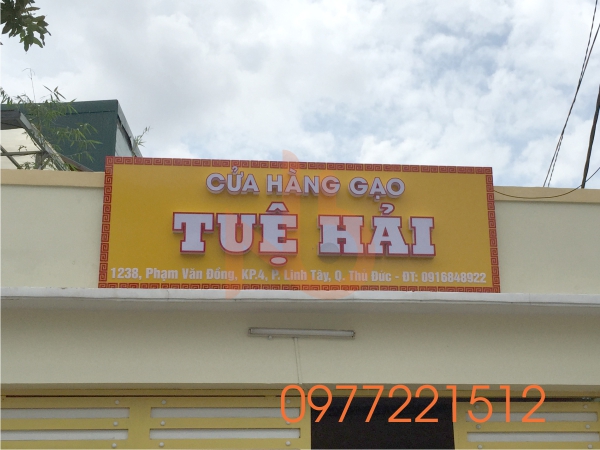 CỬA HÀNG GẠO
TUỆ HẢI
1238, Phạm Văn Đồng, KP.4, P. Linh Tây, Q. Thủ Đức - ĐT: 0916848922
0977221512